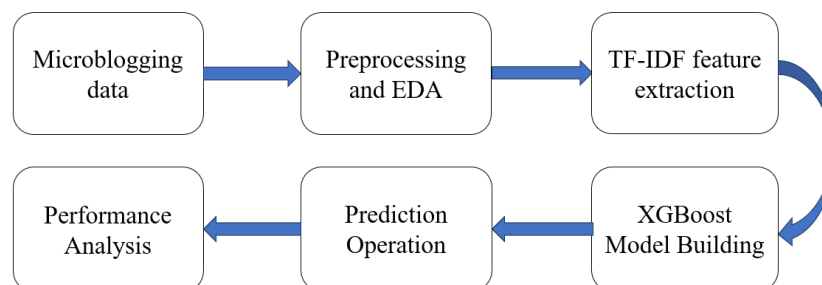 Microblogging
data
Preprocessing
and EDA
TF-IDF feature
extraction
XGBoost
Model Building
Prediction
Operation
Performance
Analysis